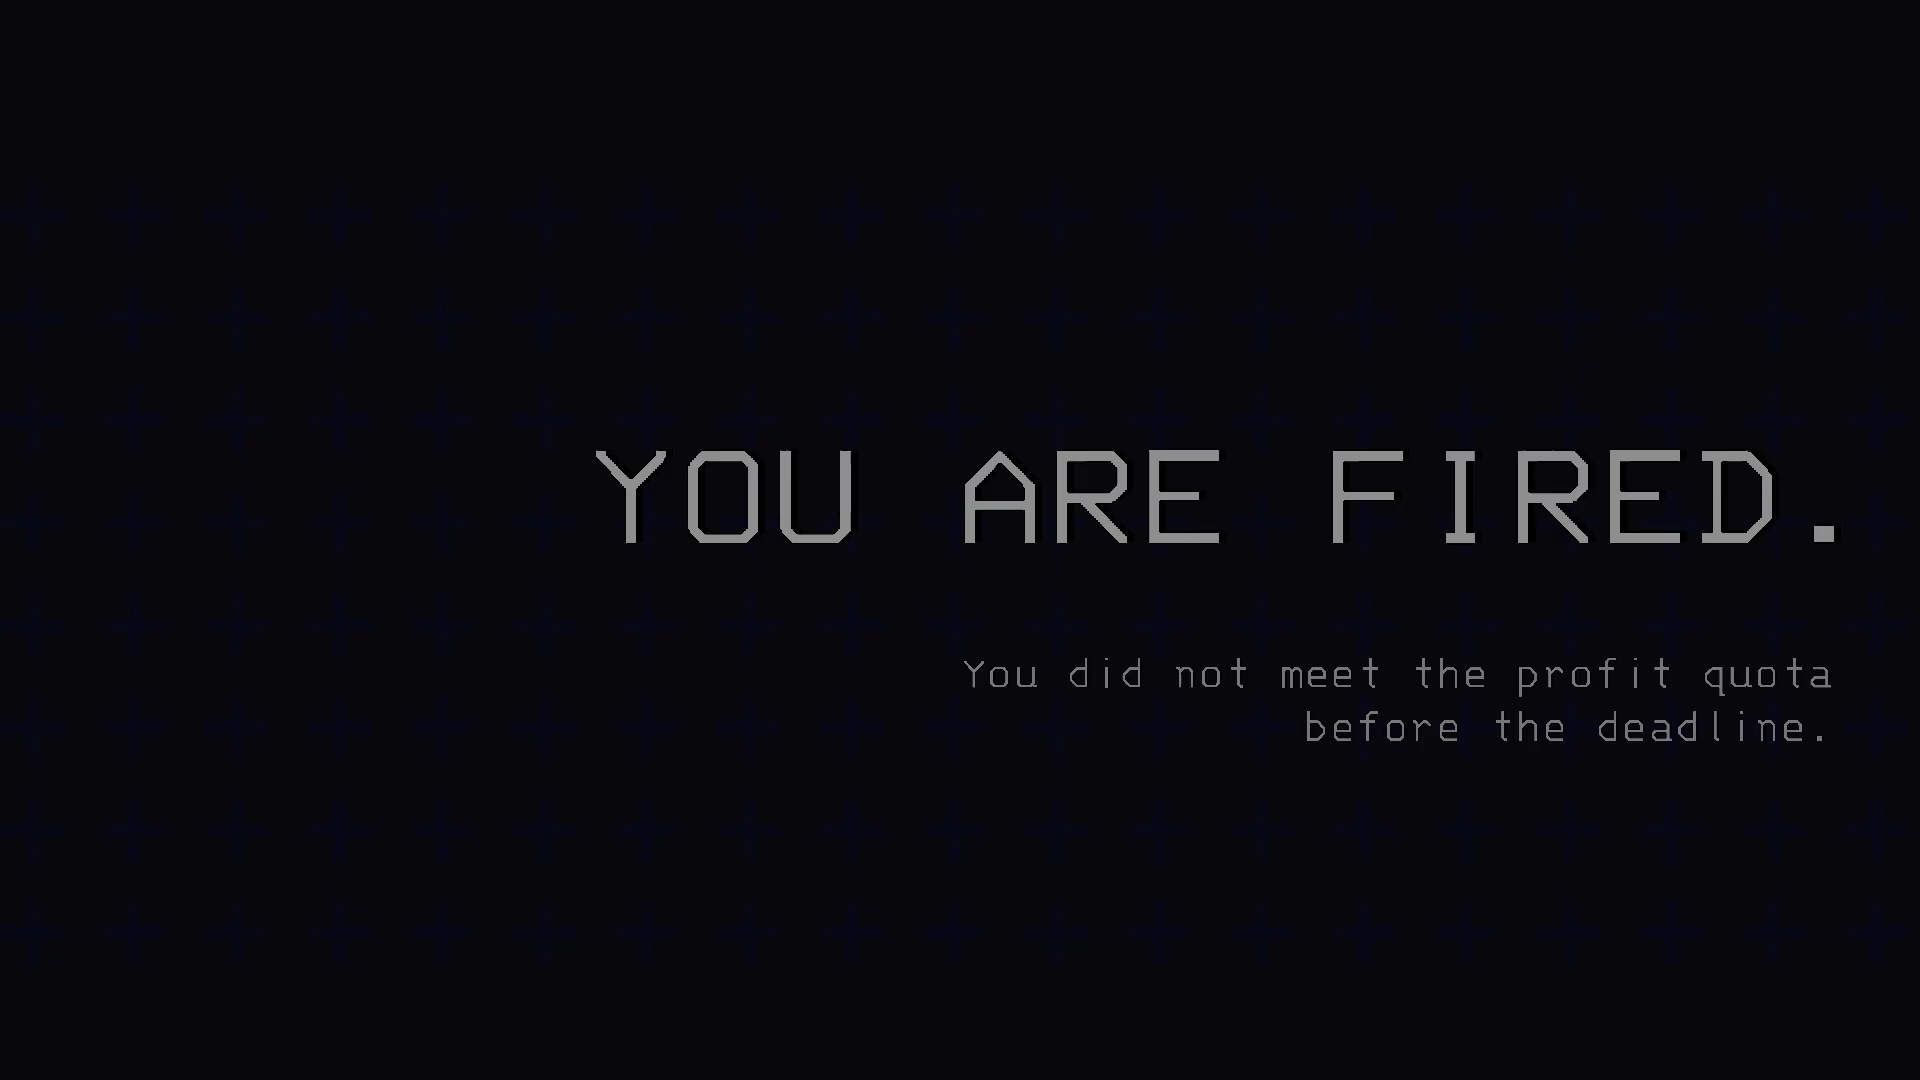 YOU ARE FIRED.
You did not meet the profit quota
before the deadline.